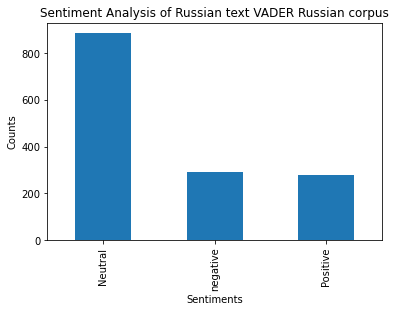 Sentiment Analysis of Russian text VADER Russian corpus
Counts
800
600
400
200
0
Neutral
negative
Positive
Sentiments